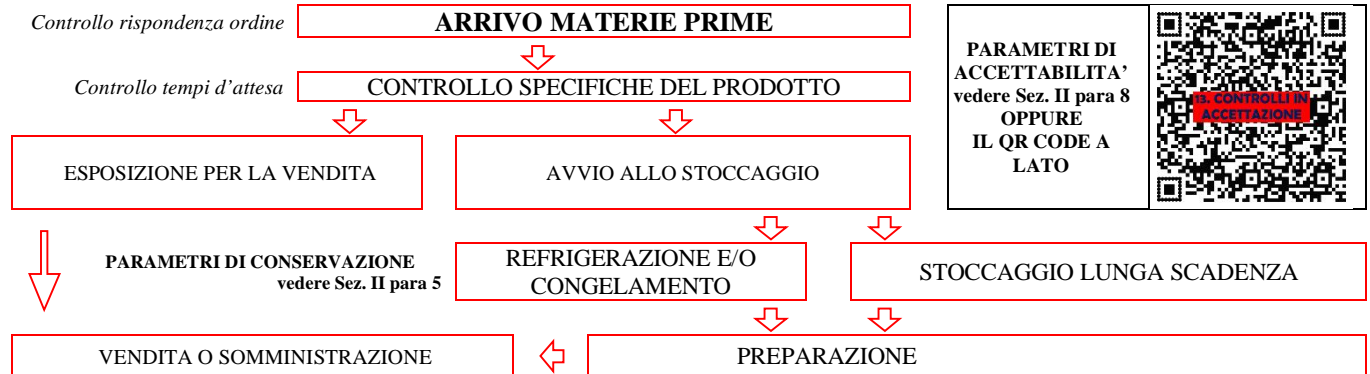 Controllo rispondenza ordine
ARRIVO MATERIE PRIME
Controllo tempi d'attesa
CONTROLLO SPECIFICHE DEL PRODOTTO
PARAMETRI DI
ACCETTABILITA'
vedere Sez. II para 8
OPPURE
IL QR CODE A
LATO
13. CONTROLLI IN
ACCETTAZIONE
ESPOSIZIONE PER LA VENDITA
AVVIO ALLO STOCCAGGIO
PARAMETRI DI CONSERVAZIONE
vedere Sez. II para 5
REFRIGERAZIONE E/O
CONGELAMENTO
STOCCAGGIO LUNGA SCADENZA
VENDITA O SOMMINISTRAZIONE
PREPARAZIONE